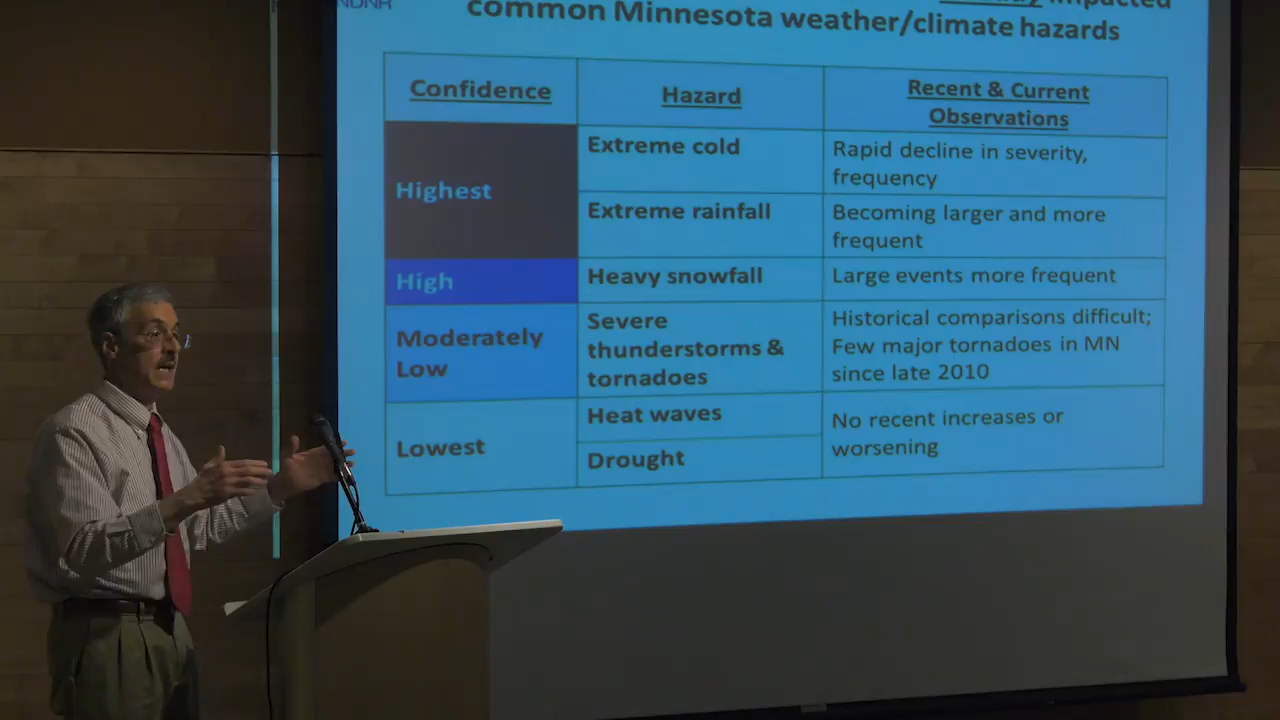 NDNR
impacted
common Minnesota weather/climate hazards
Confidence
Hazard
Recent & Current
Observations
Highest
Extreme cold
Rapid decline in severity,
frequency
Extreme rainfall
Becoming larger and more
frequent
High
Heavy snowfall
Large events more frequent
Moderately
Low
Severe
thunderstorms &
tornadoes
Historical comparisons difficult;
Few major tornadoes in MN
since late 2010
Lowest
Heat waves
Drought
No recent increases or
worsening